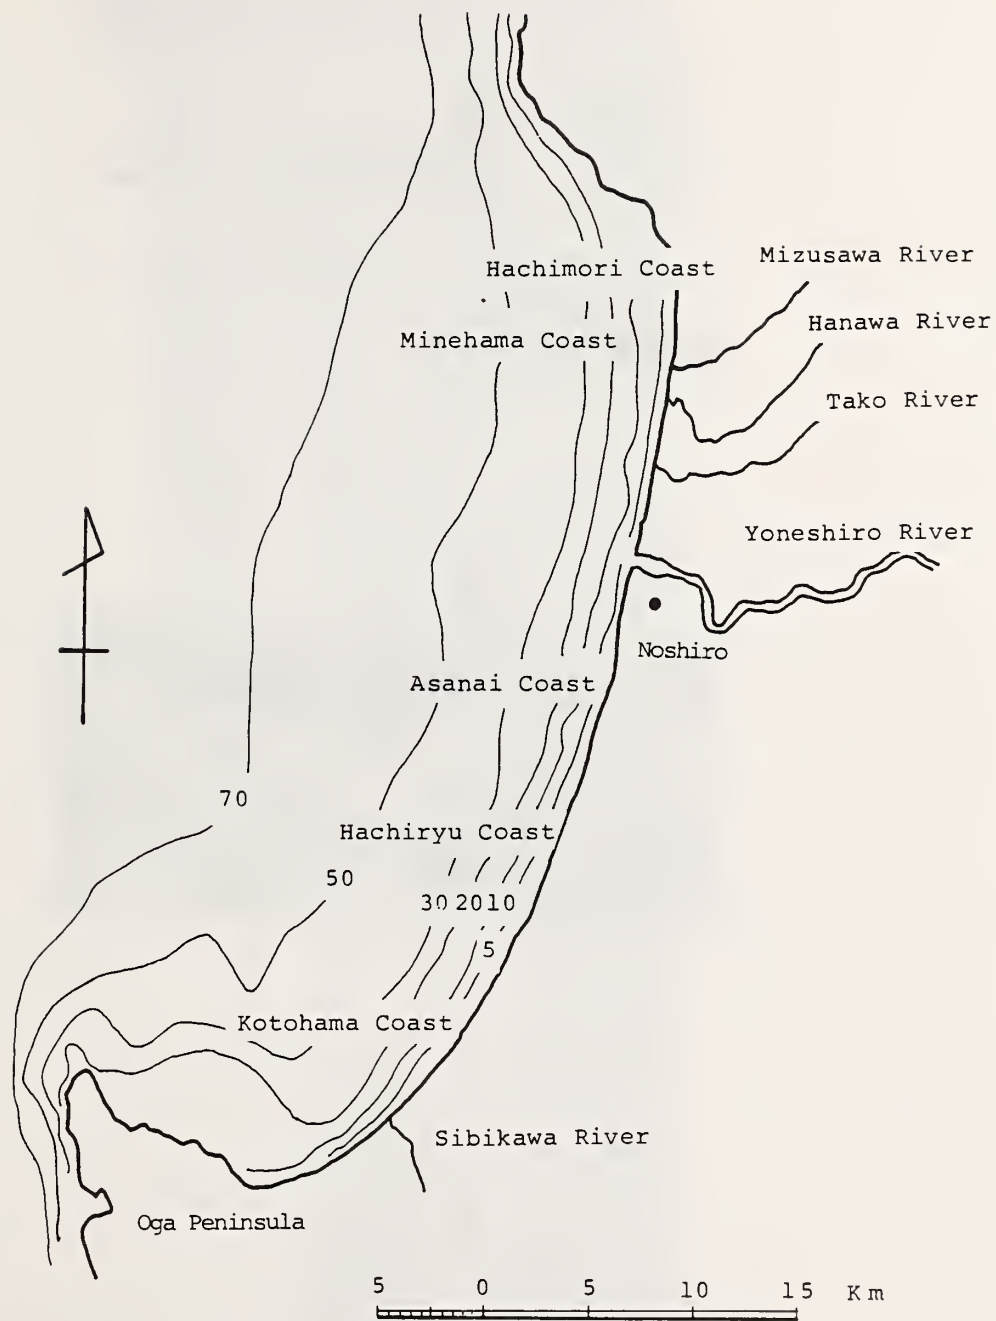 Mizusawa River
Hachimori Coast
Hanawa River
Minehama Coast
Tako River
Yoneshiro River
Noshiro
Asanai Coast
70
Hachiryu Coast
50
30 20 10
5
Kotohama Coast
Sibikawa River
Oga Peninsula
5 0 5 10 15 Km